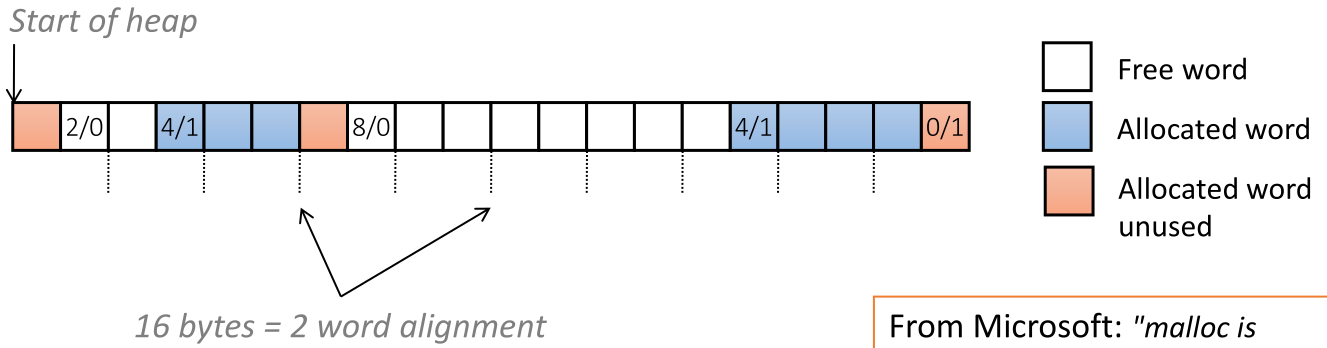 Start of heap
2/0 4/1 8/0 4/1 0/1
Free word
Allocated word
Allocated word
unused
16 bytes = 2 word alignment
From Microsoft: "malloc is